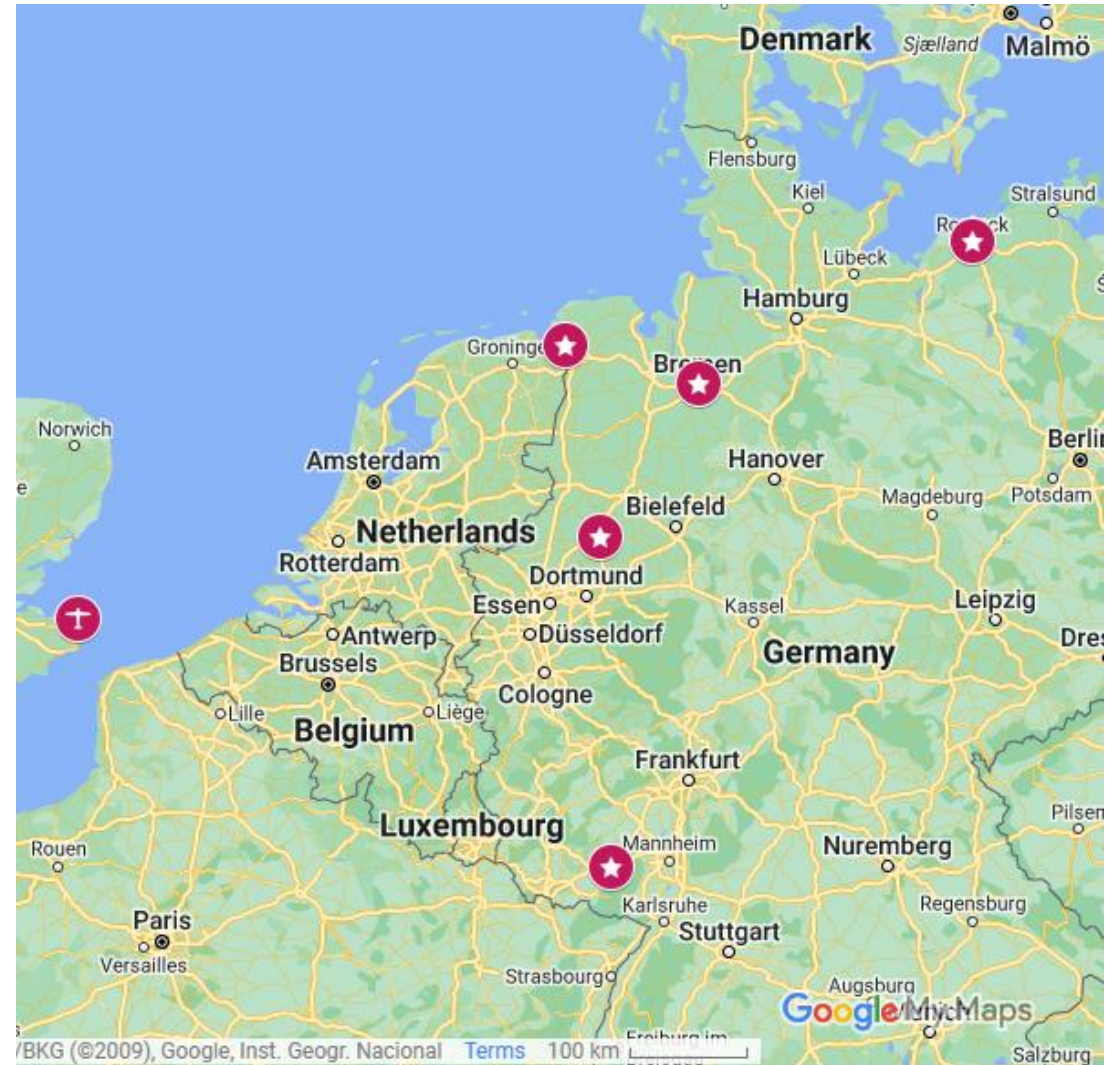 Denmark
Sjælland
Malmö
Flensburg
Kiel
Stralsund
Lübeck
Hamburg
Bremen
Norwich
Amsterdam
Hanover
Magdeburg
Potsdam
Bielefeld
Netherlands
Rotterdam
Dortmund
Essen
Kassel
Leipzig
Antwerp
Düsseldorf
Brussels
Germany
Cologne
Lille
Liège
Belgium
Frankfurt
Luxembourg
Pilsen
Rouen
Mannheim
Nuremberg
Karlsruhe
Regensburg
Paris
Stuttgart
Versailles
Strasbourg
Augsburg
Google My Maps
/BKG (©2009), Google, Inst. Geogr. Nacional Terms 100 km
Salzburg